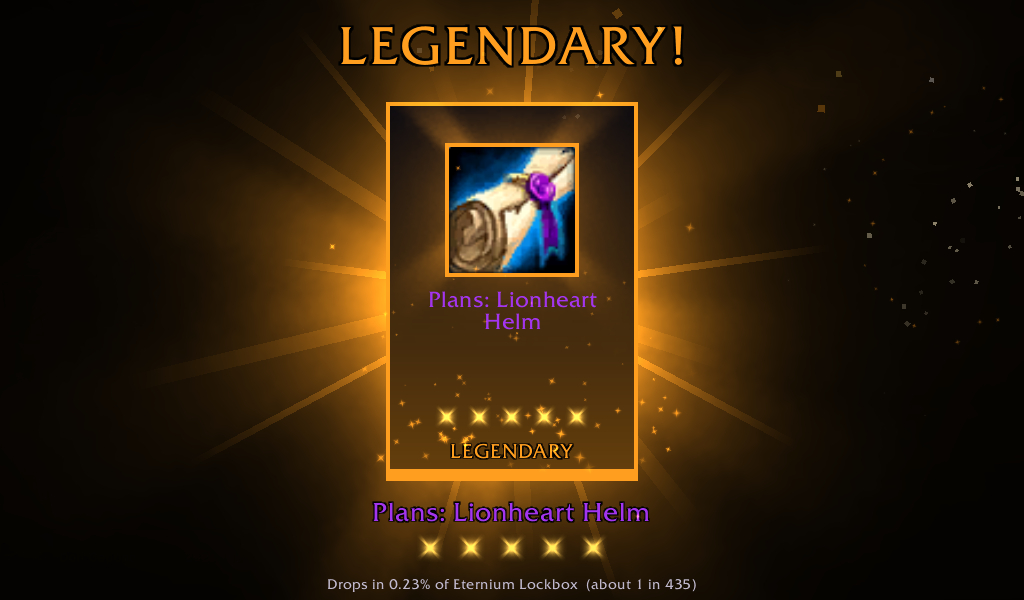 LEGENDARY!
Plans: Lionheart
Helm
LEGENDARY
Plans: Lionheart Helm
Drops in 0.23% of Eternium Lockbox (about 1 in 435)